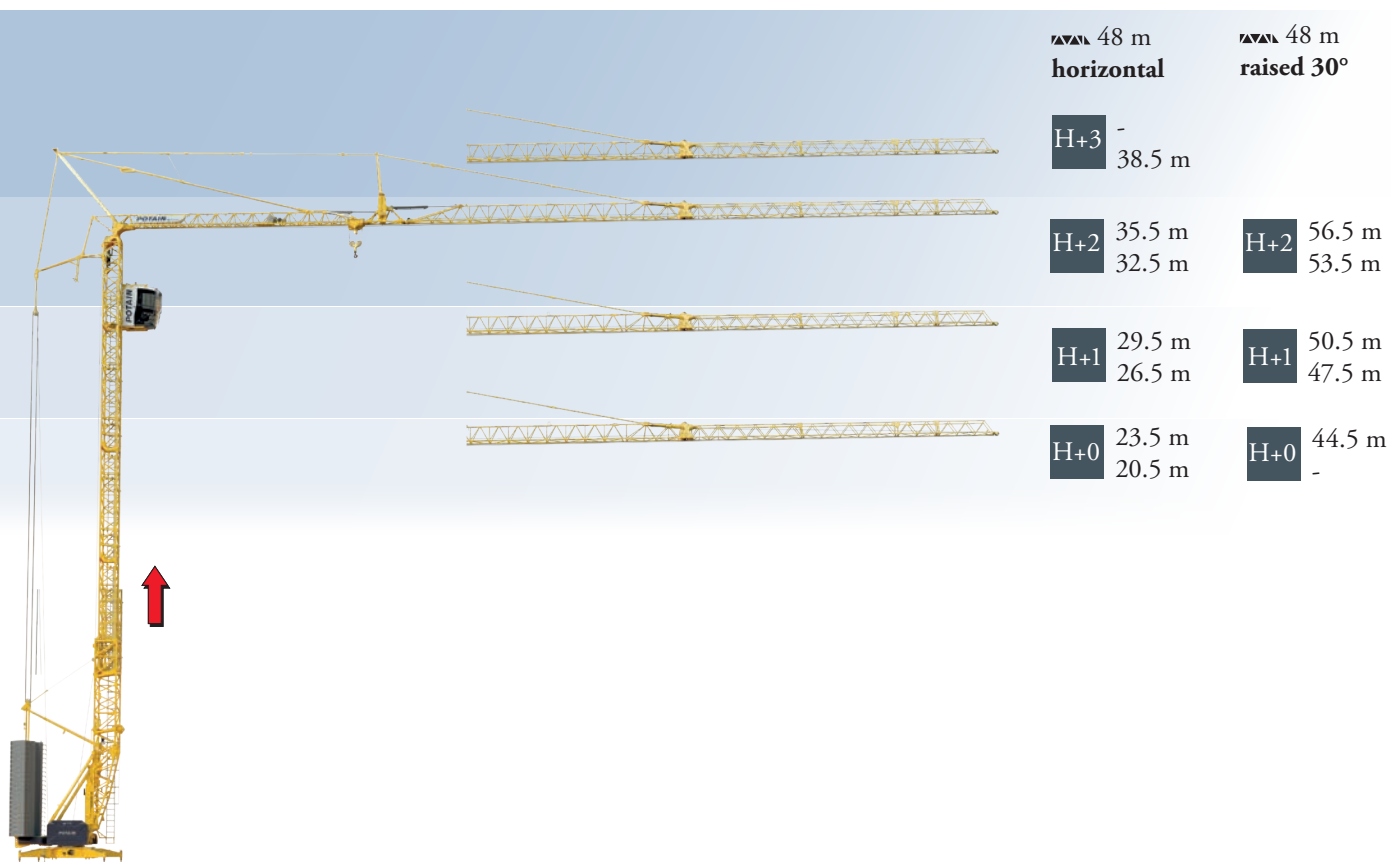 48 m
48 m
horizontal
raised 30°
H+3
-
38.5 m
H+2
35.5 m
32.5 m
H+2
56.5 m
53.5 m
H+1
29.5 m
26.5 m
H+1
50.5 m
47.5 m
H+0
23.5 m
20.5 m
H+0
44.5 m
-
POTAIN
POTAIN
POTAIN